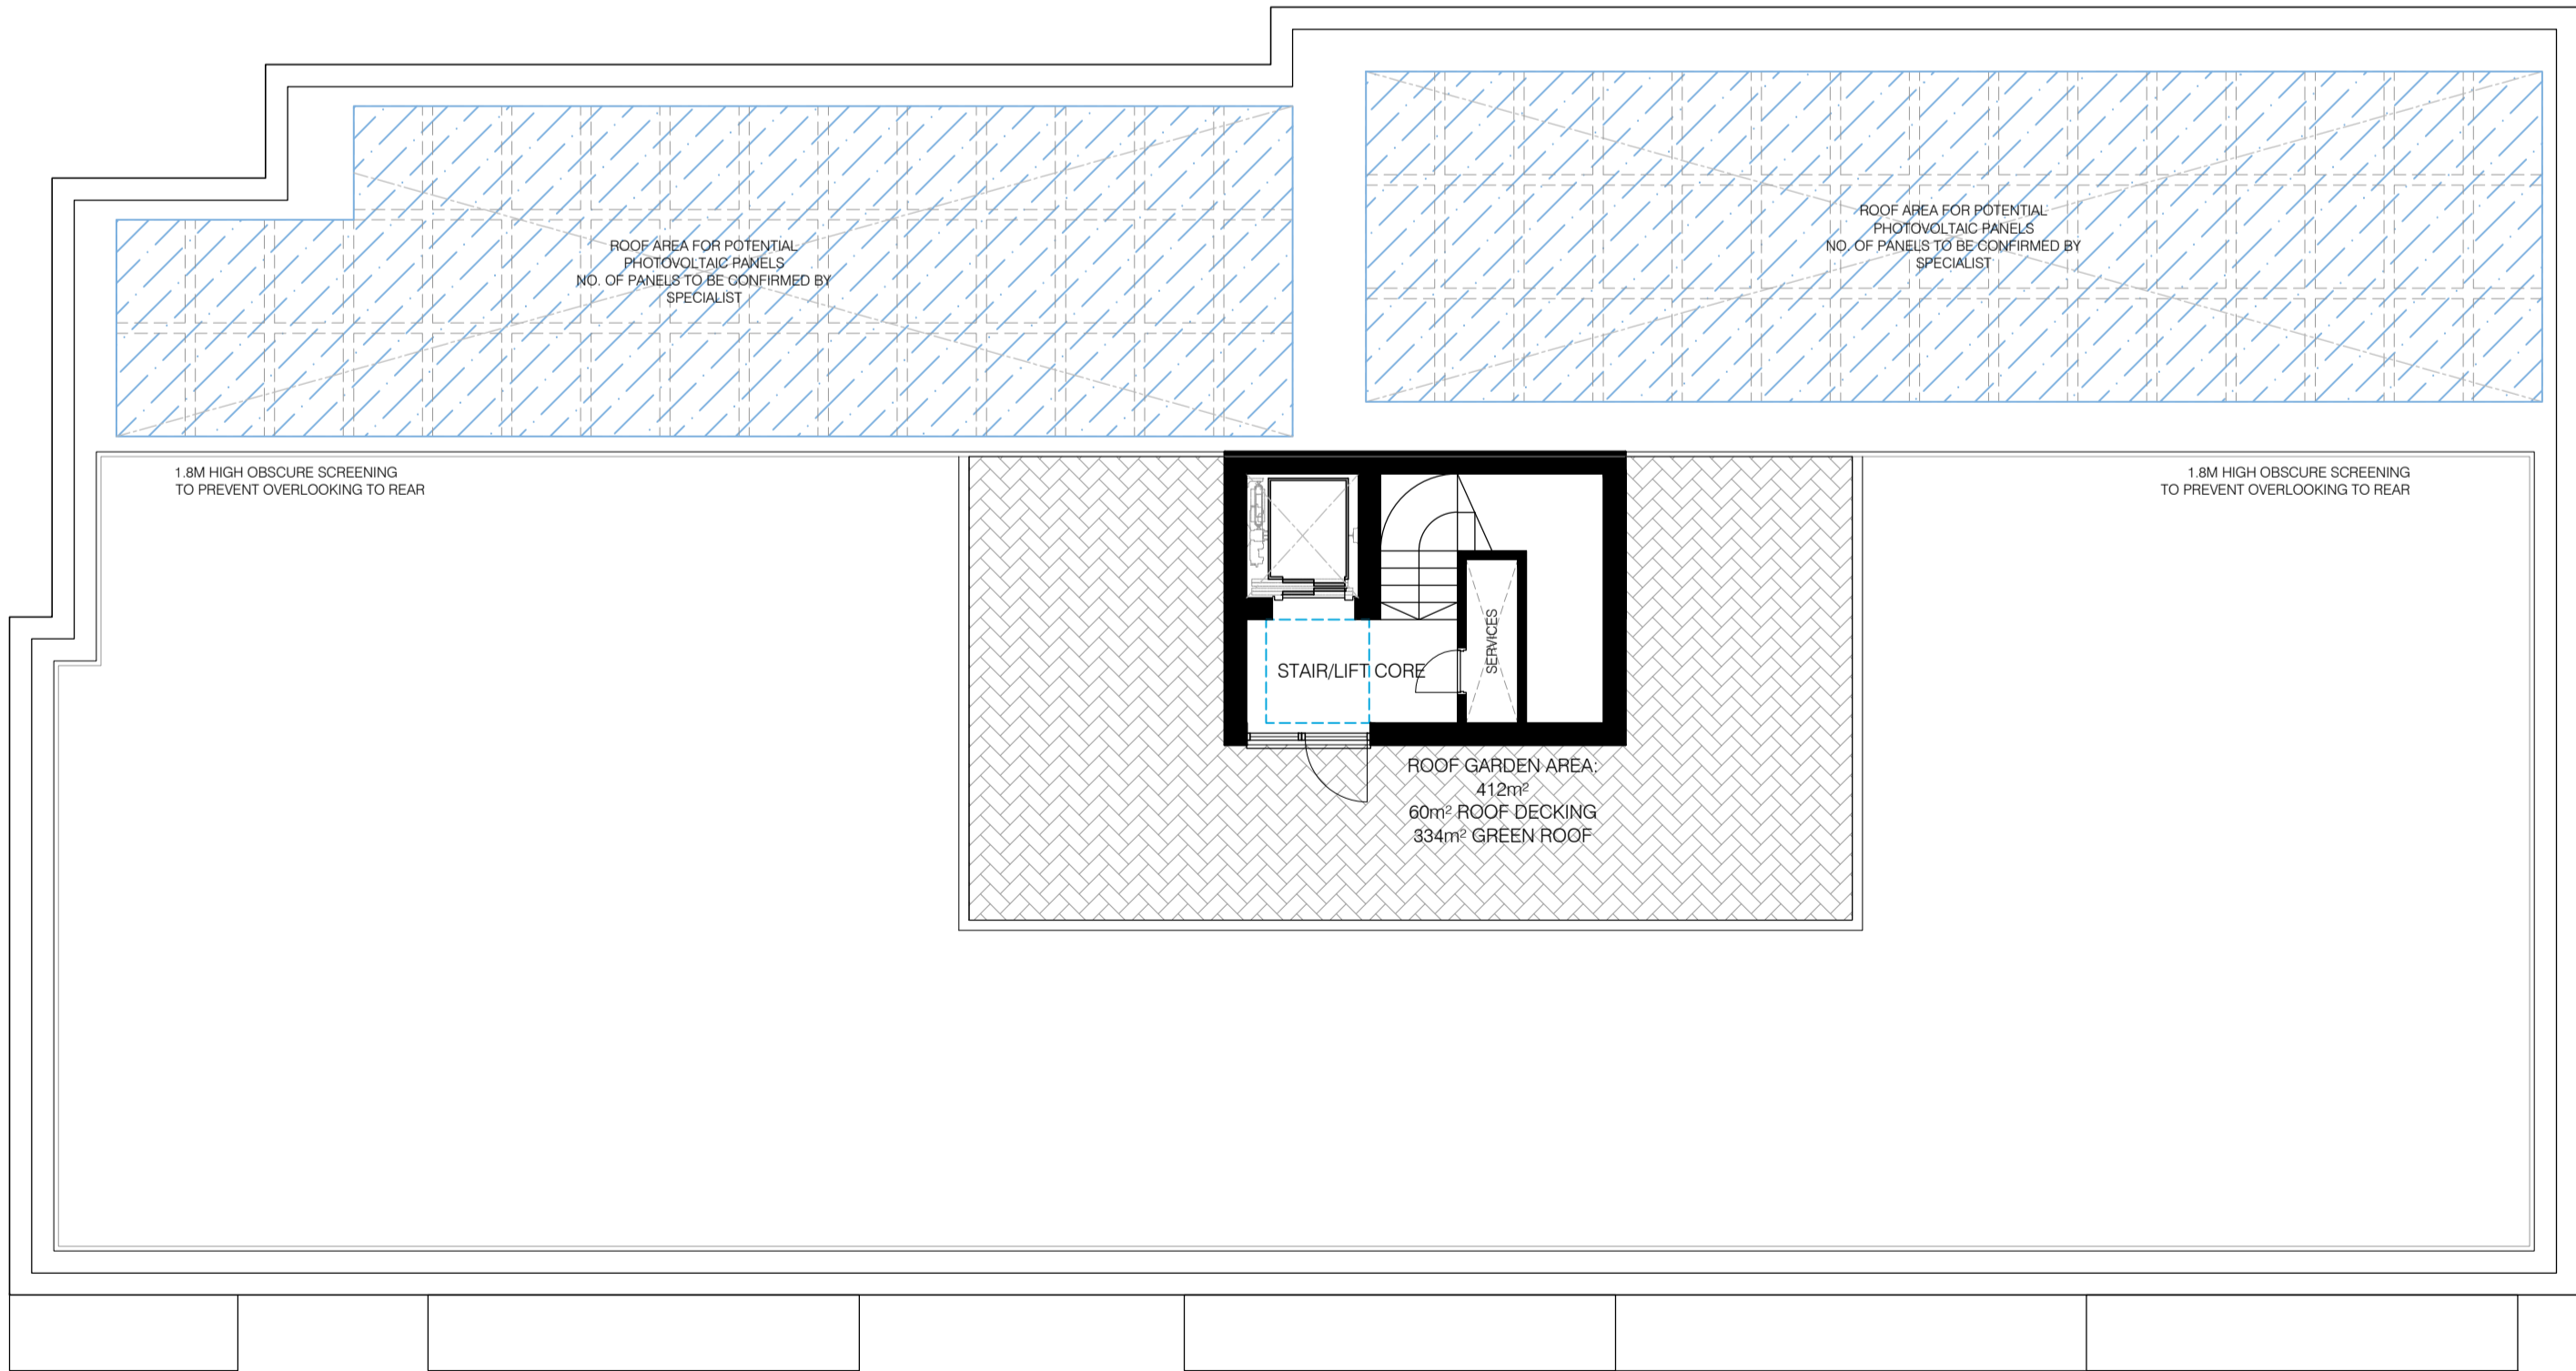 ROOF AREA FOR POTENTIAL
PHOTOVOLTAIC PANELS
NO. OF PANELS TO BE CONFIRMED BY
SPECIALIST
ROOF AREA FOR POTENTIAL
PHOTOVOLTAIC PANELS
NO. OF PANELS TO BE CONFIRMED BY
SPECIALIST
1.8M HIGH OBSCURE SCREENING
TO PREVENT OVERLOOKING TO REAR
1.8M HIGH OBSCURE SCREENING
TO PREVENT OVERLOOKING TO REAR
SERVICES
STAIR/LIFT CORE
ROOF GARDEN AREA:
412m²
60m² ROOF DECKING
334m² GREEN ROOF